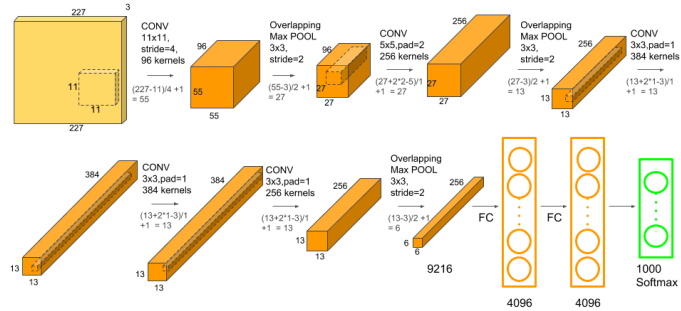 227
3
11
11
227
CONV
11x11,
stride=4,
96 kernels
(227-11)/4 +1
= 55
96
55
55
Overlapping
Max POOL
3x3,
stride=2
(55-3)/2 +1
= 27
96
27
27
CONV
5x5,pad=2
256 kernels
(27+2*2-5)/1
+1 = 27
256
27
27
Overlapping
Max POOL
3x3,
stride=2
(27-3)/2 +1
= 13
256
13
13
CONV
3x3,pad=1
384 kernels
(13+2*1-3)/1
+1 = 13
384
13
13
CONV
3x3,pad=1
384 kernels
(13+2*1-3)/1
+1 = 13
384
13
13
CONV
3x3,pad=1
256 kernels
(13+2*1-3)/1
+1 = 13
256
13
13
Overlapping
Max POOL
3x3,
stride=2
(13-3)/2 +1
= 6
256
6
6
9216
FC
4096
FC
4096
1000
Softmax